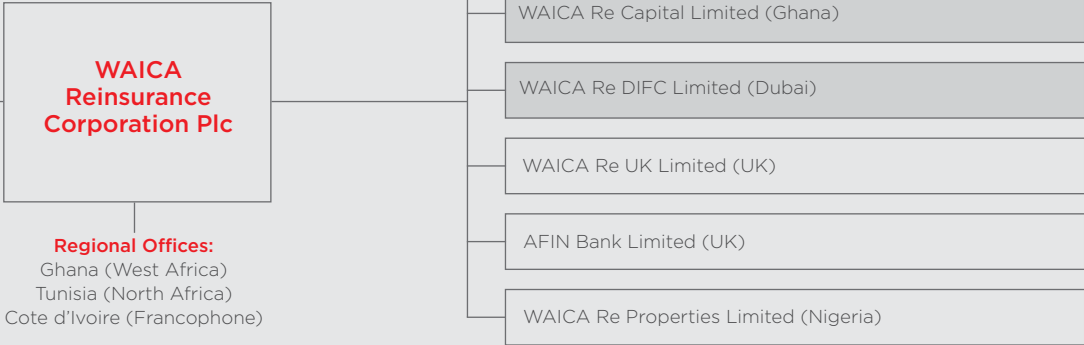 WAICA
Reinsurance
Corporation Plc
Regional Offices:
Ghana (West Africa)
Tunisia (North Africa)
Cote d'Ivoire (Francophone)
WAICA Re Capital Limited (Ghana)
WAICA Re DIFC Limited (Dubai)
WAICA Re UK Limited (UK)
AFIN Bank Limited (UK)
WAICA Re Properties Limited (Nigeria)